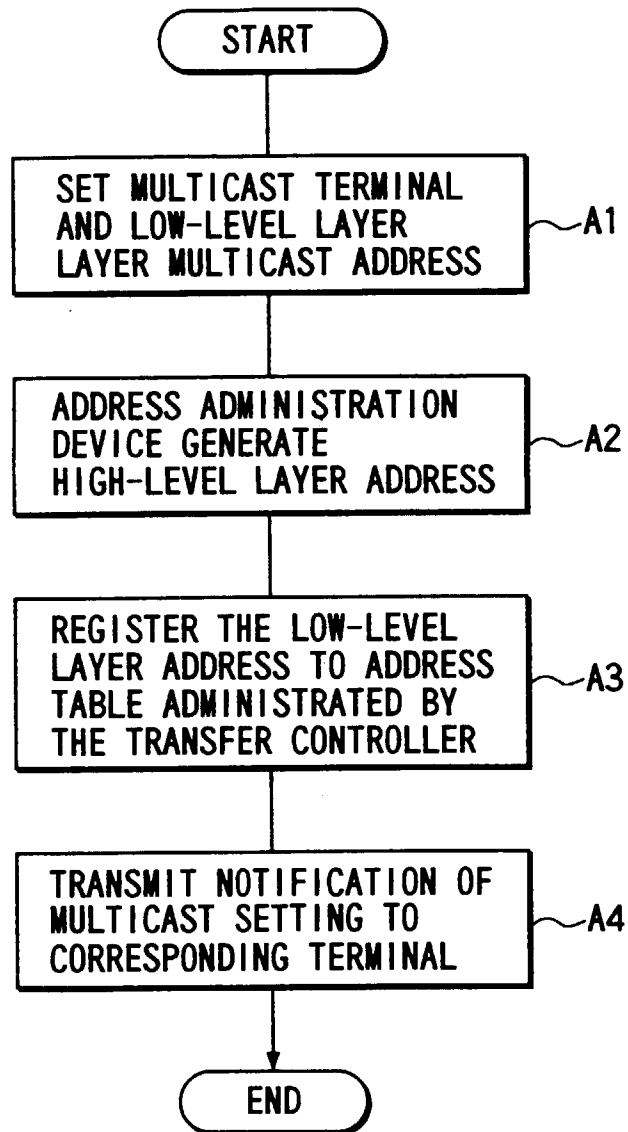 START
SET MULTICAST TERMINAL
AND LOW-LEVEL LAYER
LAYER MULTICAST ADDRESS
A1
ADDRESS ADMINISTRATION
DEVICE GENERATE
HIGH-LEVEL LAYER ADDRESS
A2
REGISTER THE LOW-LEVEL
LAYER ADDRESS TO ADDRESS
TABLE ADMINISTRATED BY
THE TRANSFER CONTROLLER
A3
TRANSMIT NOTIFICATION OF
MULTICAST SETTING TO
CORRESPONDING TERMINAL
A4
END